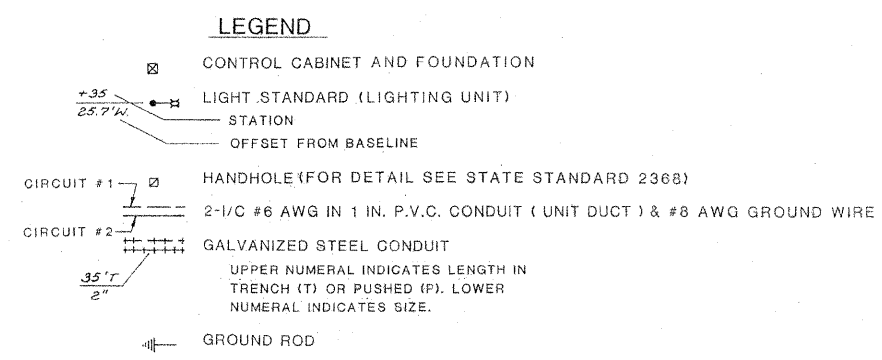 LEGEND
CONTROL CABINET AND FOUNDATION
+35
25.7'W.
LIGHT STANDARD (LIGHTING UNIT)
STATION
OFFSET FROM BASELINE
CIRCUIT #1
HANDHOLE (FOR DETAIL SEE STATE STANDARD 2368)
2-1/C #6 AWG IN 1 IN. P.V.C. CONDUIT ( UNIT DUCT ) & #8 AWG GROUND WIRE
CIRCUIT #2
GALVANIZED STEEL CONDUIT
35'T
2"
UPPER NUMERAL INDICATES LENGTH IN
TRENCH (T) OR PUSHED (P). LOWER
NUMERAL INDICATES SIZE.
GROUND ROD